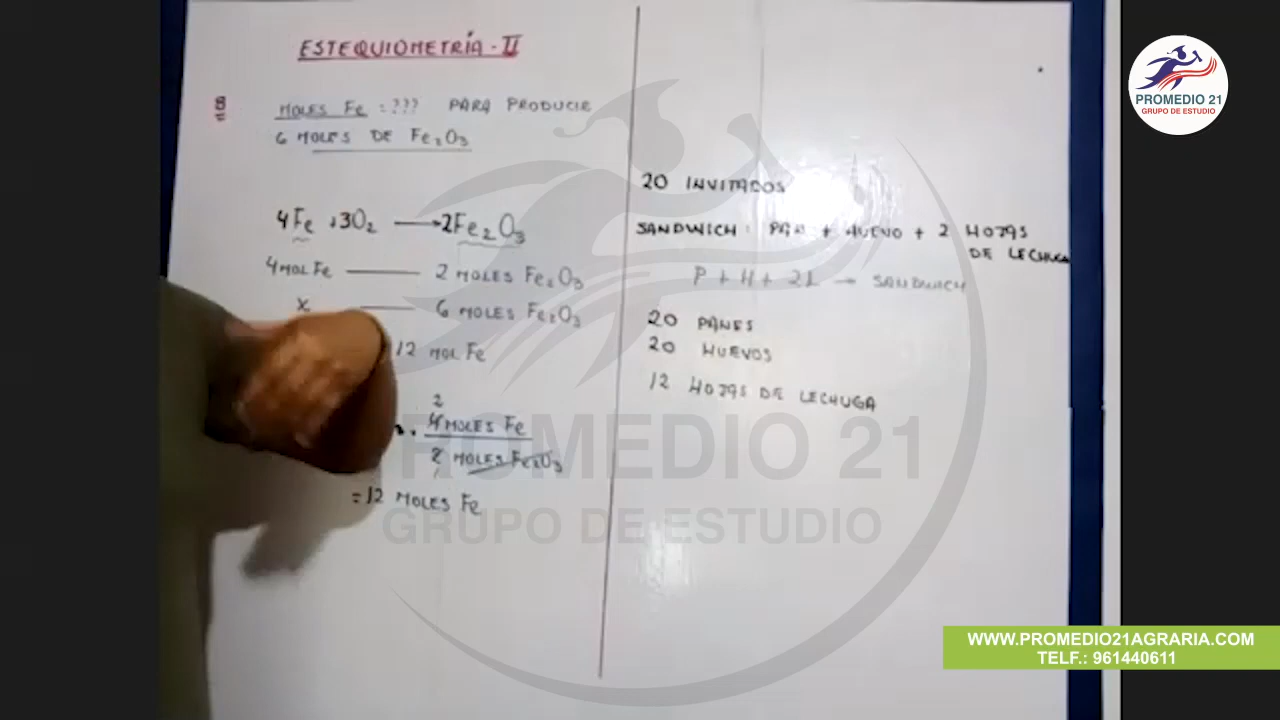 ESTEQUIOMETRÍA - II
8
MOLES Fe = ??? PARA PRODUCIR
6 MOLES DE Fe₂O₃
4Fe + 3O₂ → 2Fe₂O₃
4 MOL Fe — 2 MOLES Fe₂O₃
X — 6 MOLES Fe₂O₃
12 MOL Fe
2
4 MOLES Fe
2 MOLES Fe₂O₃
= 12 MOLES Fe
20 INVITADOS
SANDWICH: PAN + HUEVO + 2 HOJAS
DE LECHUGA
P + H + 2L → SANDWICH
20 PANES
20 HUEVOS
12 HOJAS DE LECHUGA
PROMEDIO 21
GRUPO DE ESTUDIO
PROMEDIO 21
GRUPO DE ESTUDIO
WWW.PROMEDIO21AGRARIA.COM
TELF.: 961440611